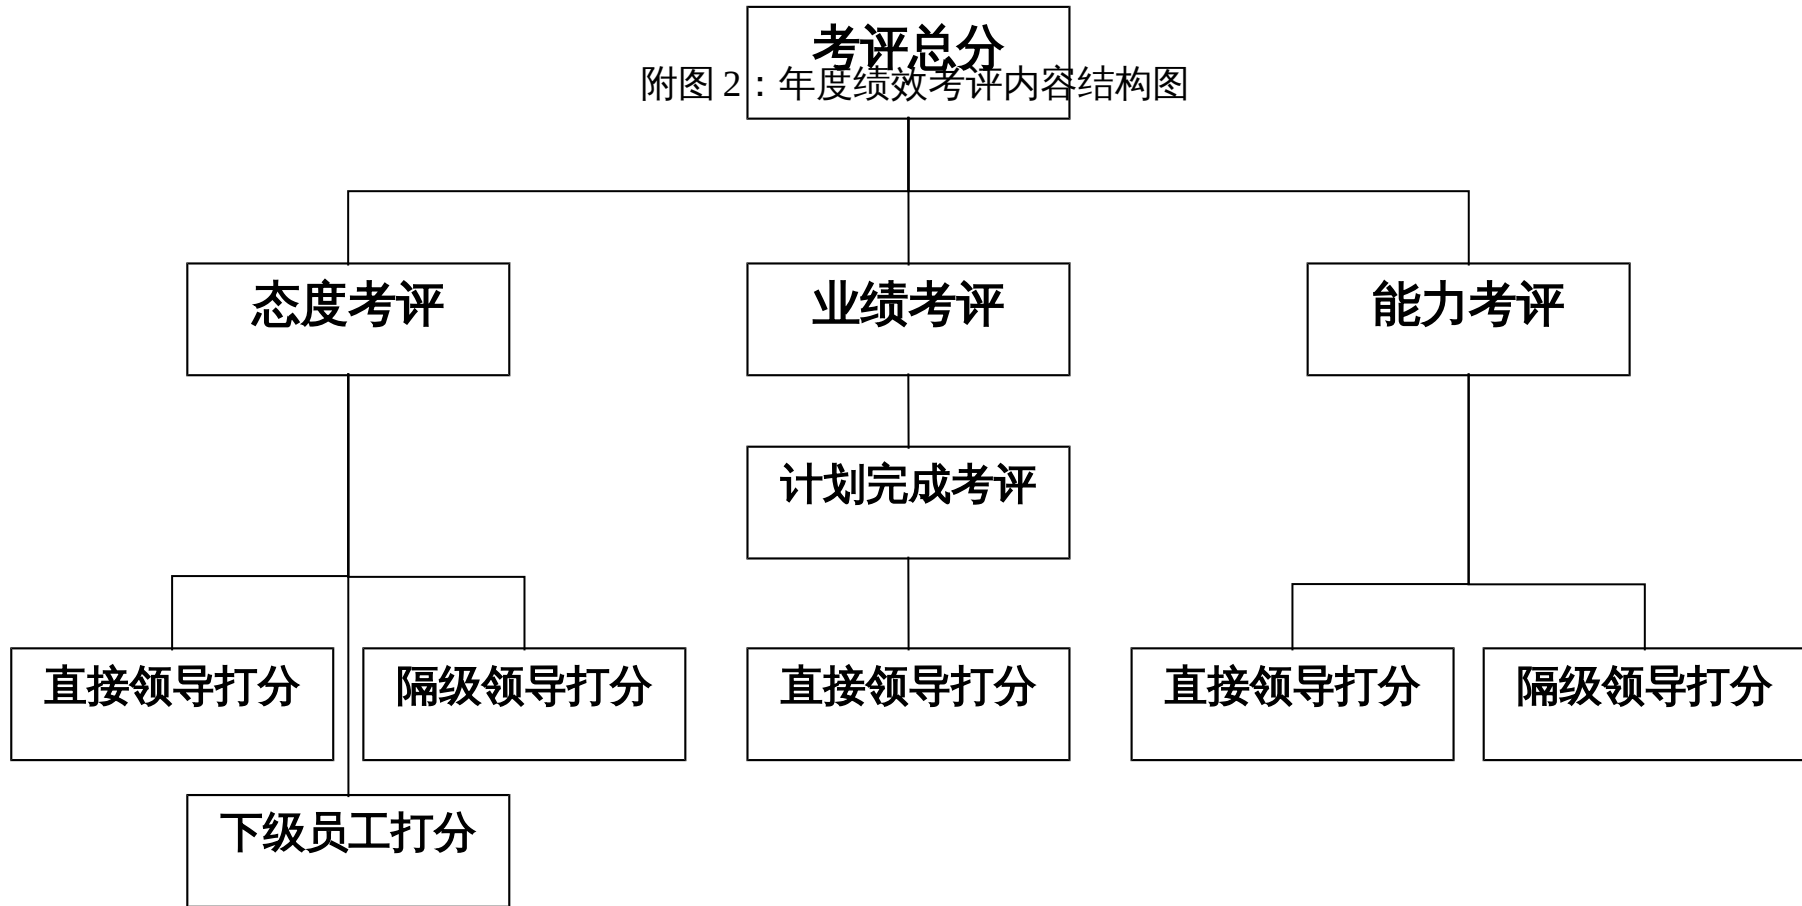 考评总分
附图 2：年度绩效考评内容结构图
态度考评
业绩考评
能力考评
计划完成考评
直接领导打分
隔级领导打分
直接领导打分
直接领导打分
隔级领导打分
下级员工打分